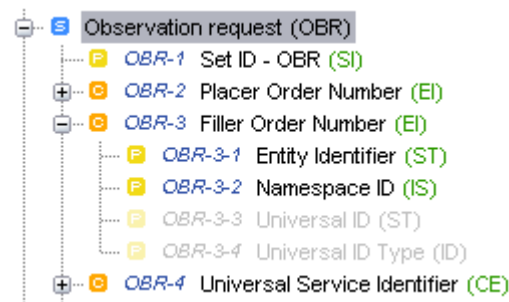 S Observation request (OBR)
P OBR-1 Set ID - OBR (SI)
C OBR-2 Placer Order Number (EI)
C OBR-3 Filler Order Number (EI)
P OBR-3-1 Entity Identifier (ST)
P OBR-3-2 Namespace ID (IS)
P OBR-3-3 Universal ID (ST)
P OBR-3-4 Universal ID Type (ID)
C OBR-4 Universal Service Identifier (CE)